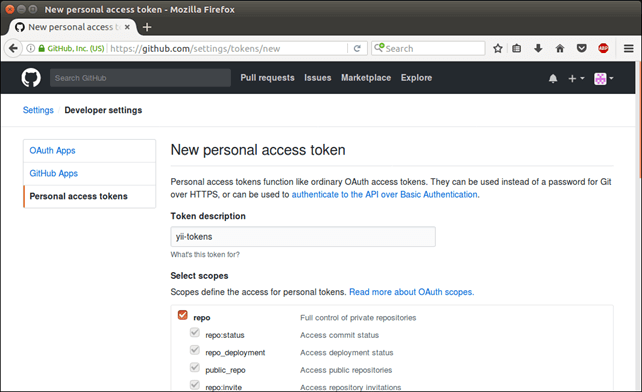 New personal access token - Mozilla Firefox
New personal access t...
GitHub, Inc. (US)
https://github.com/settings/tokens/new
Search
ABP
Search GitHub
Pull requests Issues Marketplace Explore
Settings Developer settings
OAuth Apps
GitHub Apps
Personal access tokens
New personal access token
Personal access tokens function like ordinary OAuth access tokens. They can be used instead of a password for Git
over HTTPS, or can be used to authenticate to the API over Basic Authentication.
Token description
yii-tokens
What's this token for?
Select scopes
Scopes define the access for personal tokens. Read more about OAuth scopes.
repo Full control of private repositories
repo:status Access commit status
repo_deployment Access deployment status
public_repo Access public repositories
repo:invite Access repository invitations